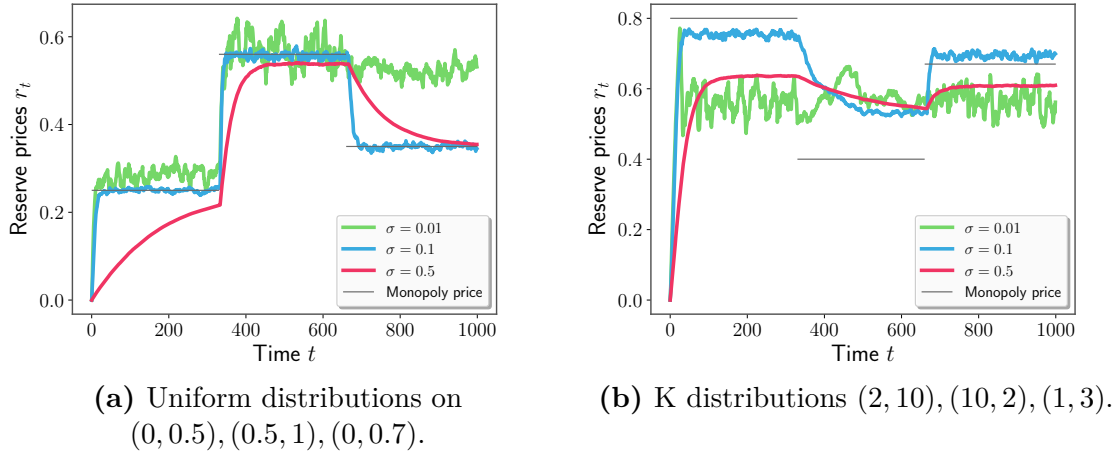 0.6
0.4
0.2
0.0
Reserve prices r_t
0 200 400 600 800 1000
Time t
σ = 0.01
σ = 0.1
σ = 0.5
Monopoly price
(a) Uniform distributions on
(0, 0.5), (0.5, 1), (0, 0.7).
0.8
0.6
0.4
0.2
0.0
Reserve prices r_t
0 200 400 600 800 1000
Time t
σ = 0.01
σ = 0.1
σ = 0.5
Monopoly price
(b) K distributions (2, 10), (10, 2), (1, 3).